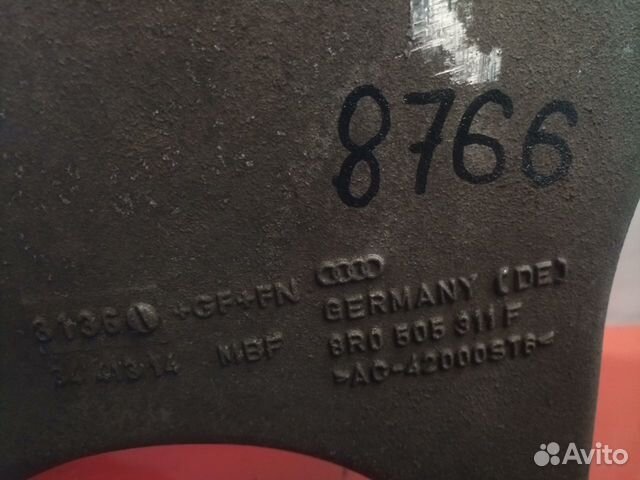 8766
3136 +GF+FN
GERMANY (DE)
MBF 8R0 505 311 F
>AC-42000ST6<
Avito